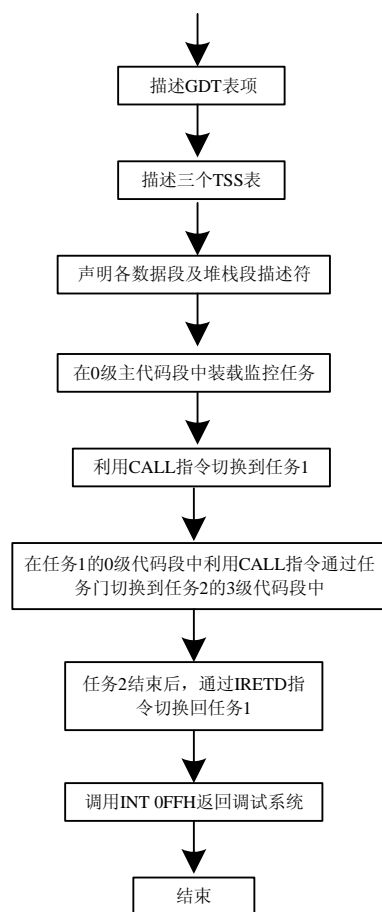 描述GDT表项
描述三个TSS表
声明各数据段及堆栈段描述符
在0级主代码段中装载监控任务
利用CALL指令切换到任务1
在任务1的0级代码段中利用CALL指令通过任
务门切换到任务2的3级代码段中
任务2结束后，通过IRETD指
令切换回任务1
调用INT 0FFH返回调试系统
结束